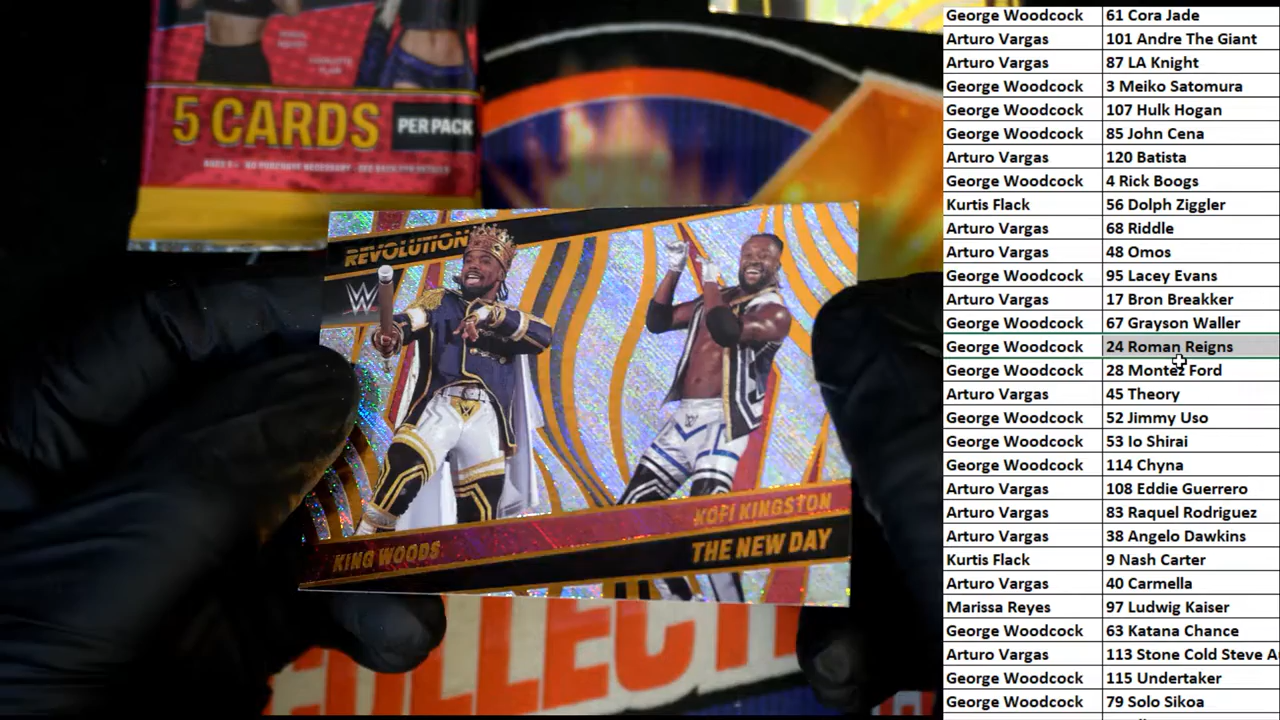 5 CARDS
PER PACK
REVOLUTION
W
KING WOODS
KOFI KINGSTON
THE NEW DAY
George Woodcock 61 Cora Jade
Arturo Vargas 101 Andre The Giant
Arturo Vargas 87 LA Knight
George Woodcock 3 Meiko Satomura
George Woodcock 107 Hulk Hogan
George Woodcock 85 John Cena
Arturo Vargas 120 Batista
George Woodcock 4 Rick Boogs
Kurtis Flack 56 Dolph Ziggler
Arturo Vargas 68 Riddle
Arturo Vargas 48 Omos
George Woodcock 95 Lacey Evans
Arturo Vargas 17 Bron Breakker
George Woodcock 67 Grayson Waller
George Woodcock 24 Roman Reigns
George Woodcock 28 Montez Ford
Arturo Vargas 45 Theory
George Woodcock 52 Jimmy Uso
George Woodcock 53 Io Shirai
George Woodcock 114 Chyna
Arturo Vargas 108 Eddie Guerrero
Arturo Vargas 83 Raquel Rodriguez
Arturo Vargas 38 Angelo Dawkins
Kurtis Flack 9 Nash Carter
Arturo Vargas 40 Carmella
Marissa Reyes 97 Ludwig Kaiser
George Woodcock 63 Katana Chance
Arturo Vargas 113 Stone Cold Steve A
George Woodcock 115 Undertaker
George Woodcock 79 Solo Sikoa